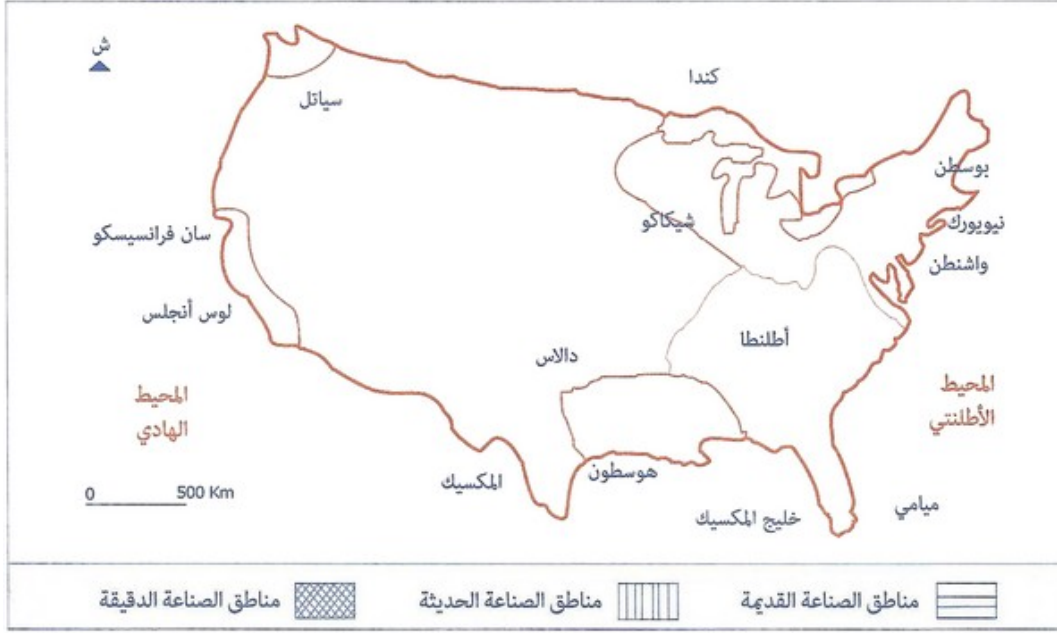 ش
كندا
سياتل
بوسطن
نيويورك
شيكاكو
سان فرانسيسكو
واشنطن
لوس أنجلس
أطلنطا
دالاس
المحيط
الأطلنتي
المحيط
الهادي
هوسطون
المكسيك
0 500 Km
ميامي
خليج المكسيك
مناطق الصناعة القديمة
مناطق الصناعة الحديثة
مناطق الصناعة الدقيقة